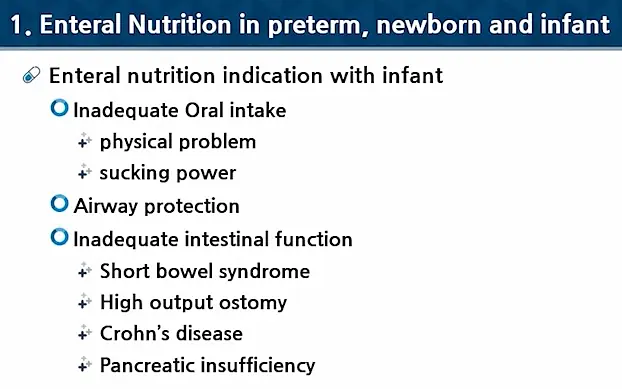 1. Enteral Nutrition in preterm, newborn and infant
Enteral nutrition indication with infant
Inadequate Oral intake
physical problem
sucking power
Airway protection
Inadequate intestinal function
Short bowel syndrome
High output ostomy
Crohn's disease
Pancreatic insufficiency